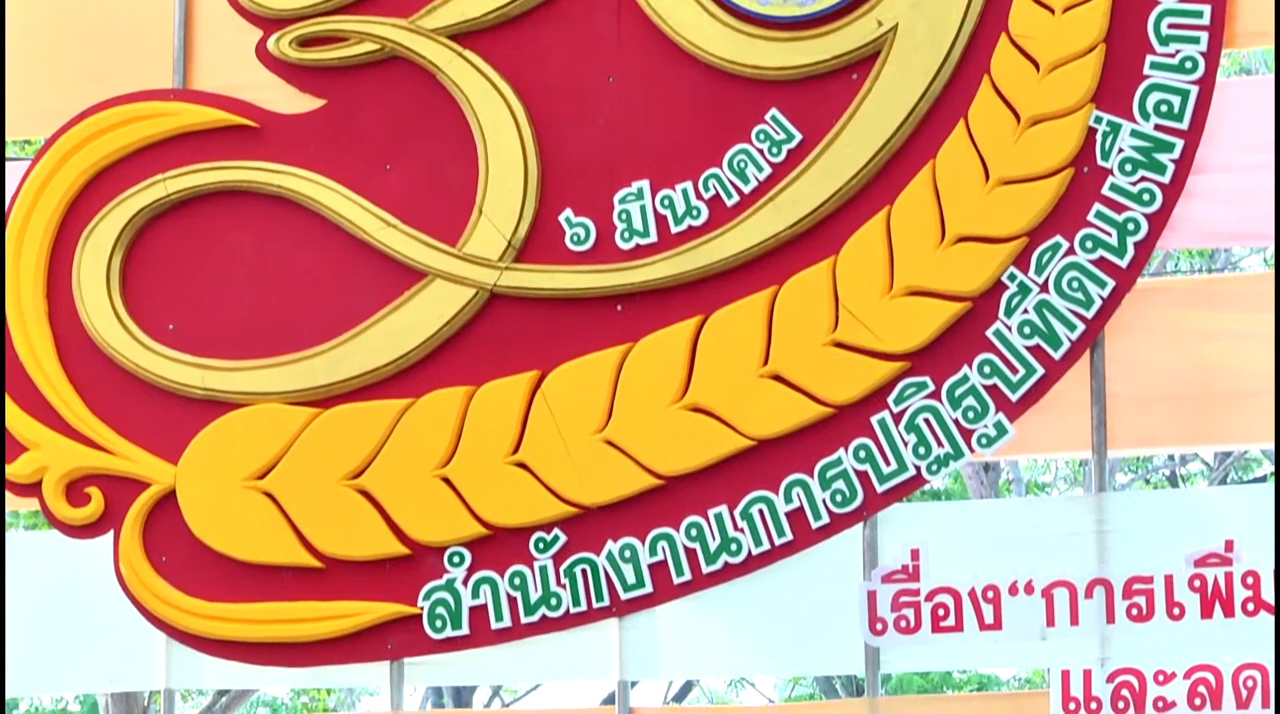 ๖ มีนาคม
สำนักงานการปฏิรูปที่ดินเพื่อเก
เรื่อง“การเพิ่ม
และลด